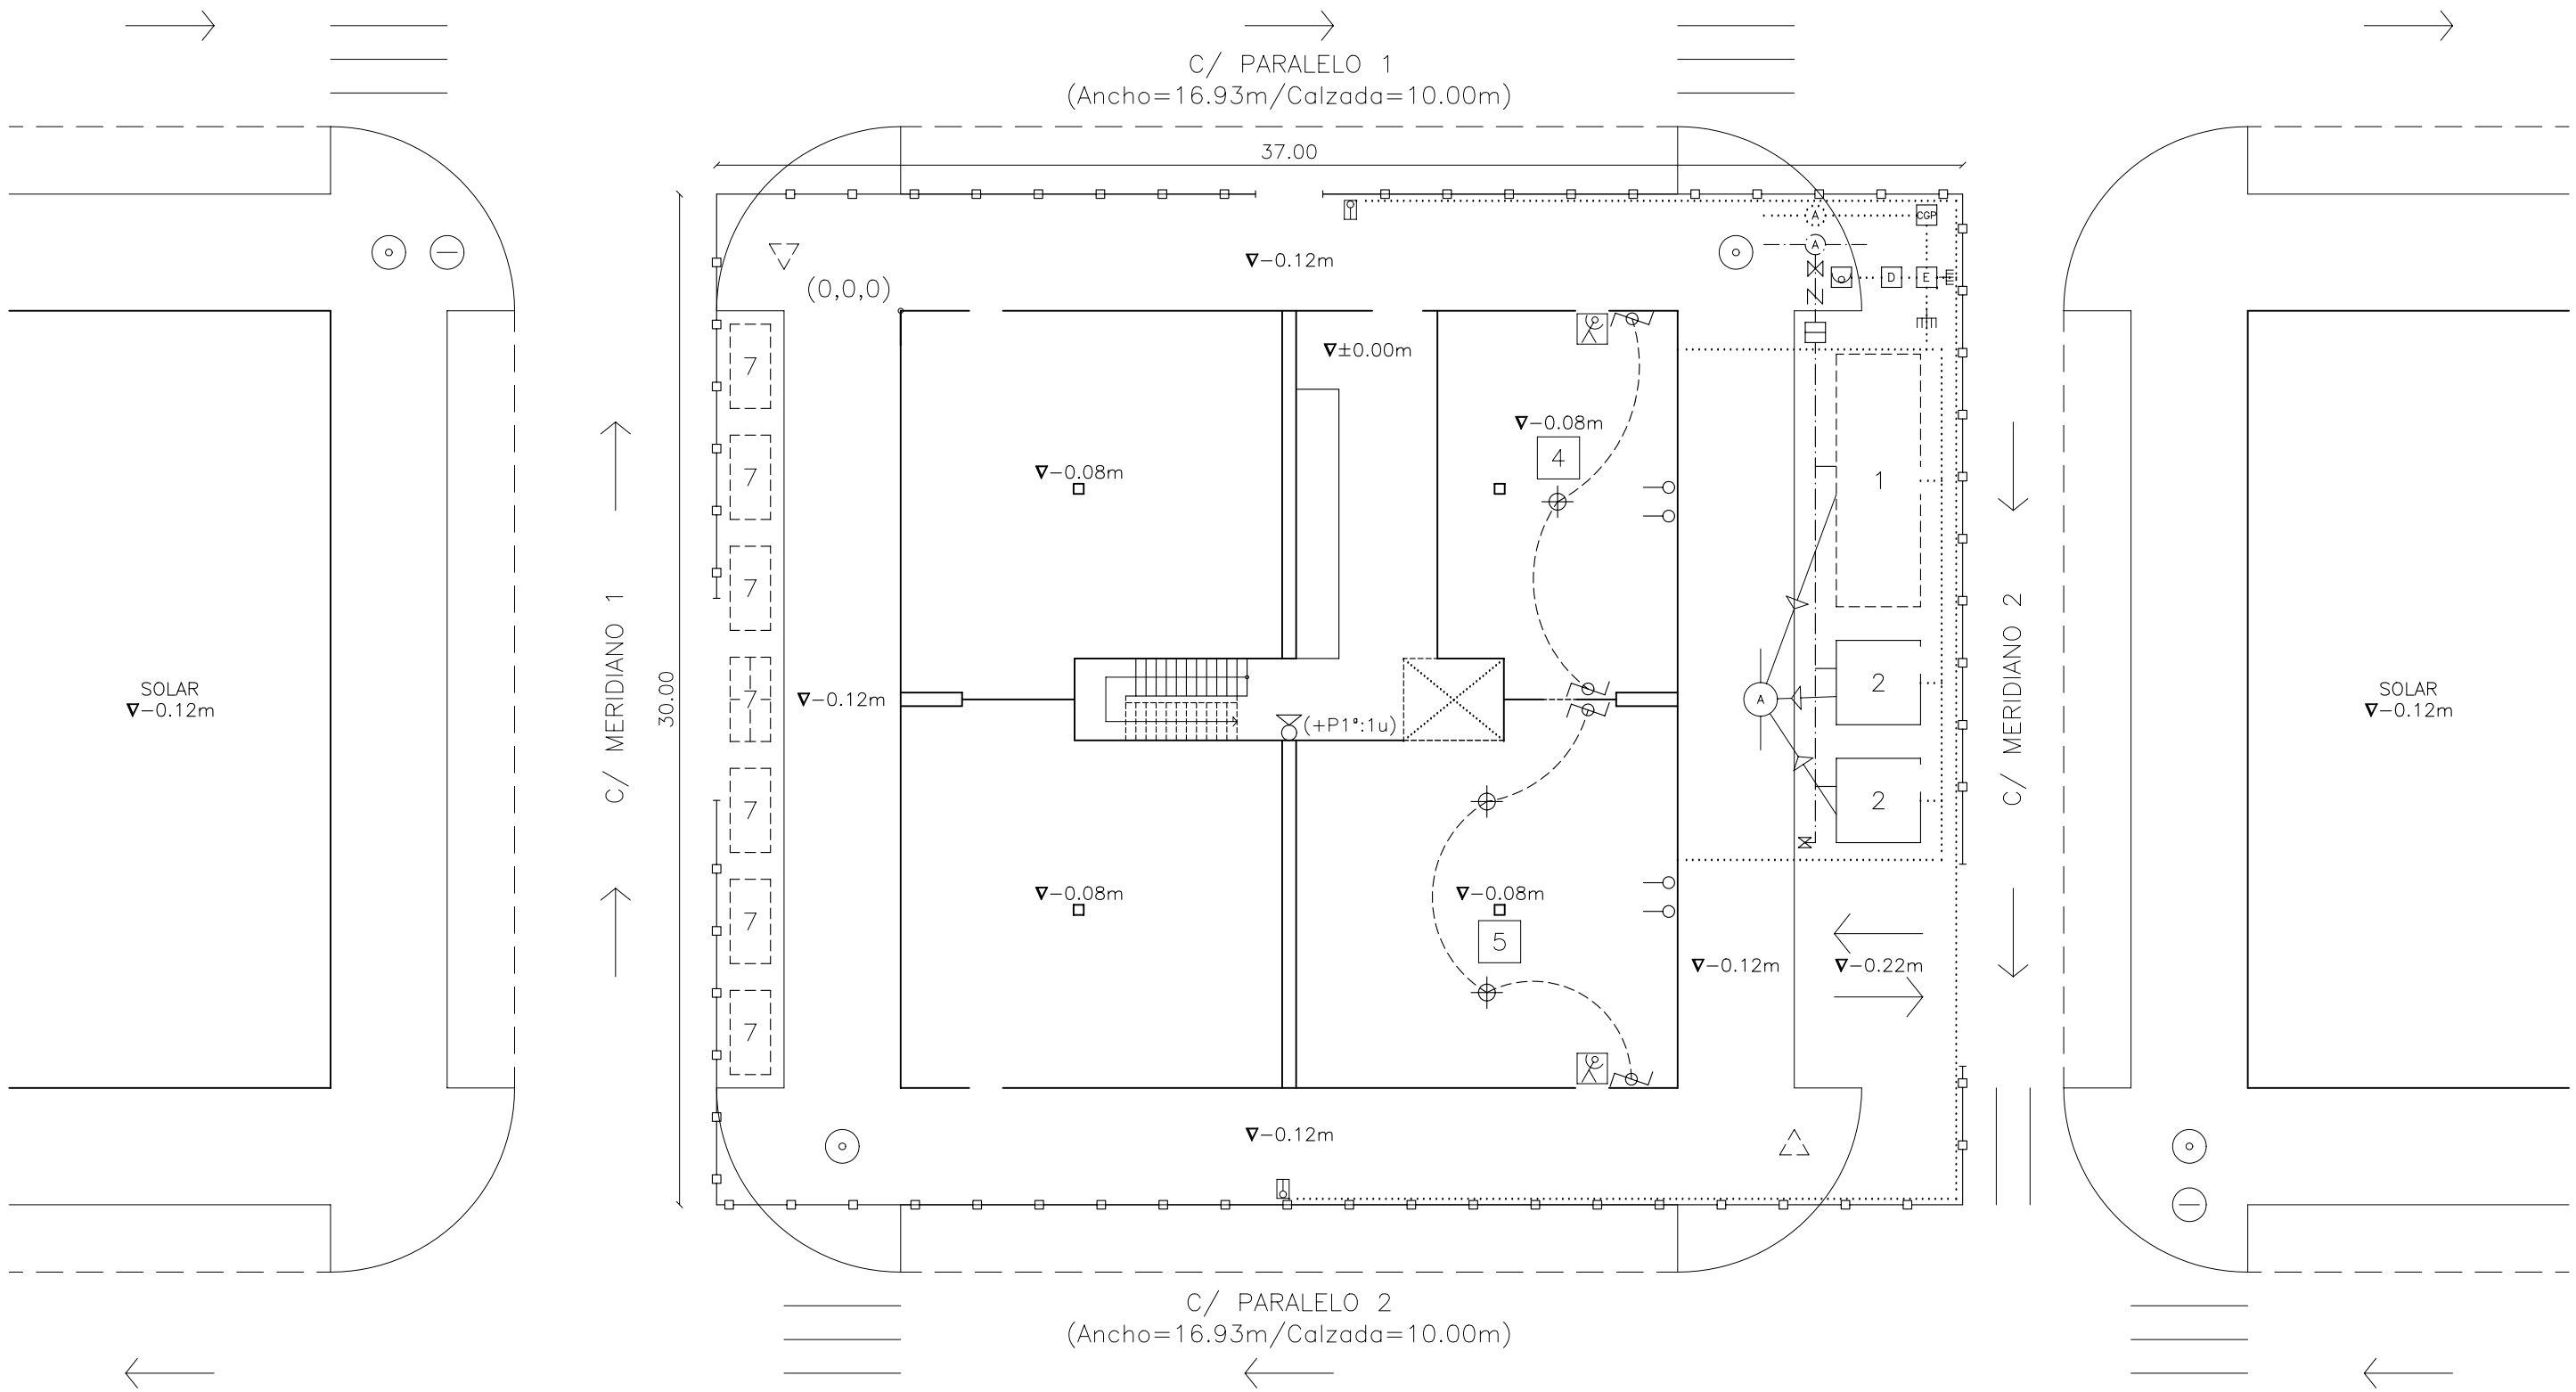 C/ PARALELO 1
(Ancho=16.93m/Calzada=10.00m)
37.00
A
CGP
A
∇-0.12m
D
E
(0,0,0)
∇±0.00m
7
∇-0.08m
4
∇-0.08m
7
1
7
C/ MERIDIANO 1
C/ MERIDIANO 2
30.00
SOLAR
∇-0.12m
7
∇-0.12m
(+P1ª:1u)
A
2
SOLAR
∇-0.12m
7
2
∇-0.08m
∇-0.08m
7
5
∇-0.12m
∇-0.22m
7
∇-0.12m
C/ PARALELO 2
(Ancho=16.93m/Calzada=10.00m)